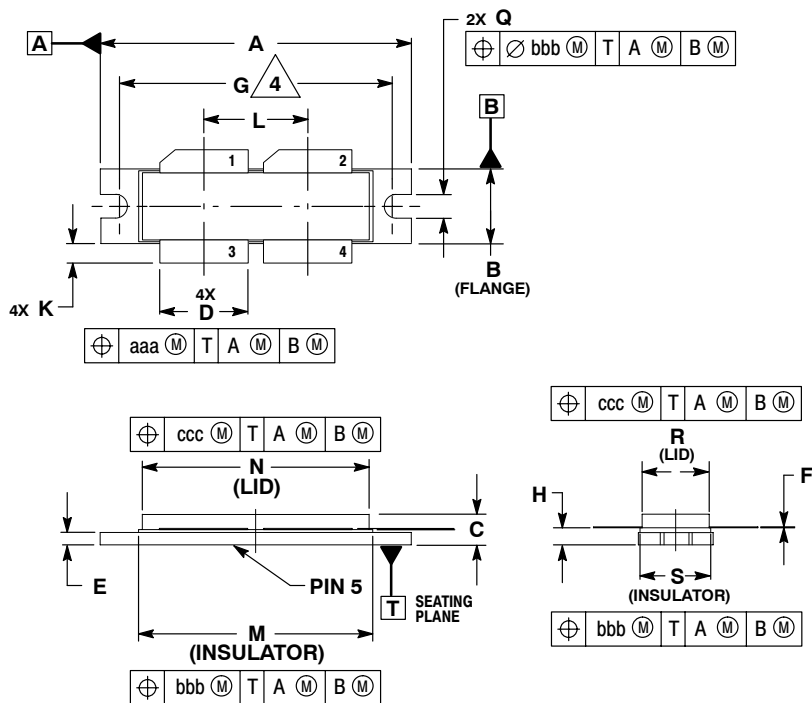 A
A
2X Q
⌖ ∅ bbb Ⓜ T A Ⓜ B Ⓜ
G 4
L
B
1 2
3 4
4X K
4X
D
B
(FLANGE)
⌖ aaa Ⓜ T A Ⓜ B Ⓜ
⌖ ccc Ⓜ T A Ⓜ B Ⓜ
N
(LID)
C
E
PIN 5
T SEATING
PLANE
M
(INSULATOR)
⌖ bbb Ⓜ T A Ⓜ B Ⓜ
⌖ ccc Ⓜ T A Ⓜ B Ⓜ
R
(LID)
F
H
S
(INSULATOR)
⌖ bbb Ⓜ T A Ⓜ B Ⓜ